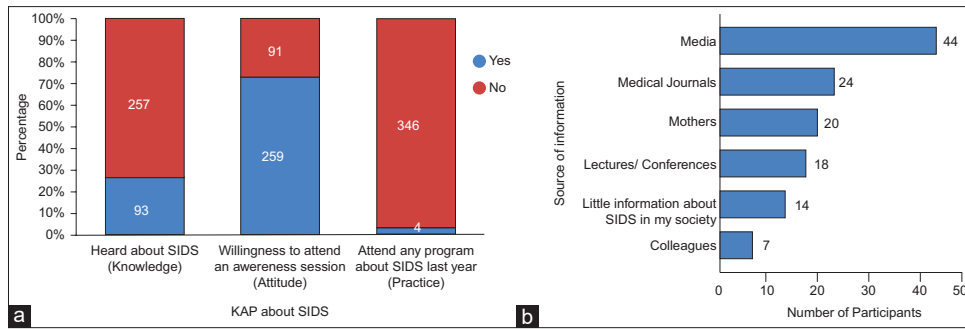 100%
90%
80%
70%
60%
50%
40%
30%
20%
10%
0%
Percentage
257
93
91
259
346
4
Yes
No
Heard about SIDS
(Knowledge)
Willingness to attend
an awereness session
(Attitude)
Attend any program
about SIDS last year
(Practice)
KAP about SIDS
a
Source of information
Media
44
Medical Journals
24
Mothers
20
Lectures/ Conferences
18
Little information about
SIDS in my society
14
Colleagues
7
0
10
20
30
40
50
Number of Participants
b